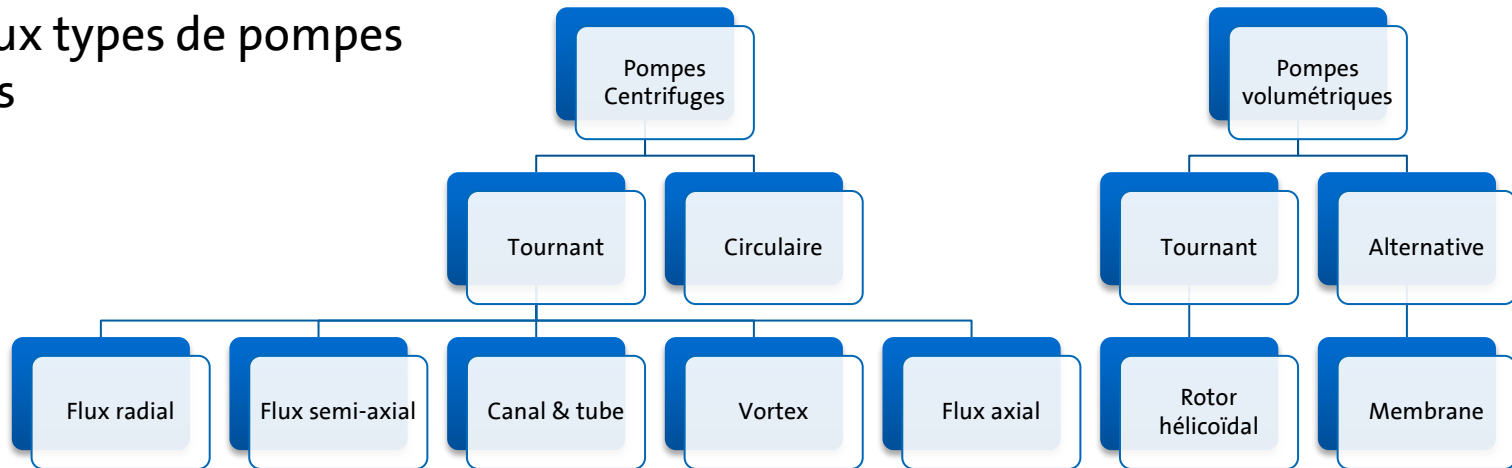 types de pompes
Pompes
Centrifuges
Pompes
volumétriques
Tournant
Circulaire
Tournant
Alternative
Flux radial
Flux semi-axial
Canal & tube
Vortex
Flux axial
Rotor
hélicoïdal
Membrane